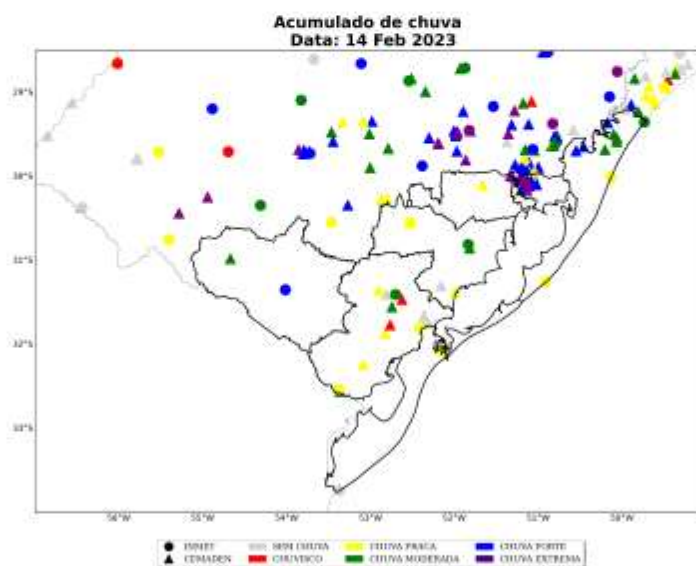 Acumulado de chuva
Data: 14 Feb 2023
29°S
30°S
31°S
32°S
33°S
56°W 55°W 54°W 53°W 52°W 51°W 50°W
INMET SEM CHUVA CHUVA FRACA CHUVA FORTE
CEMADEN CHUVISCO CHUVA MODERADA CHUVA EXTREMA